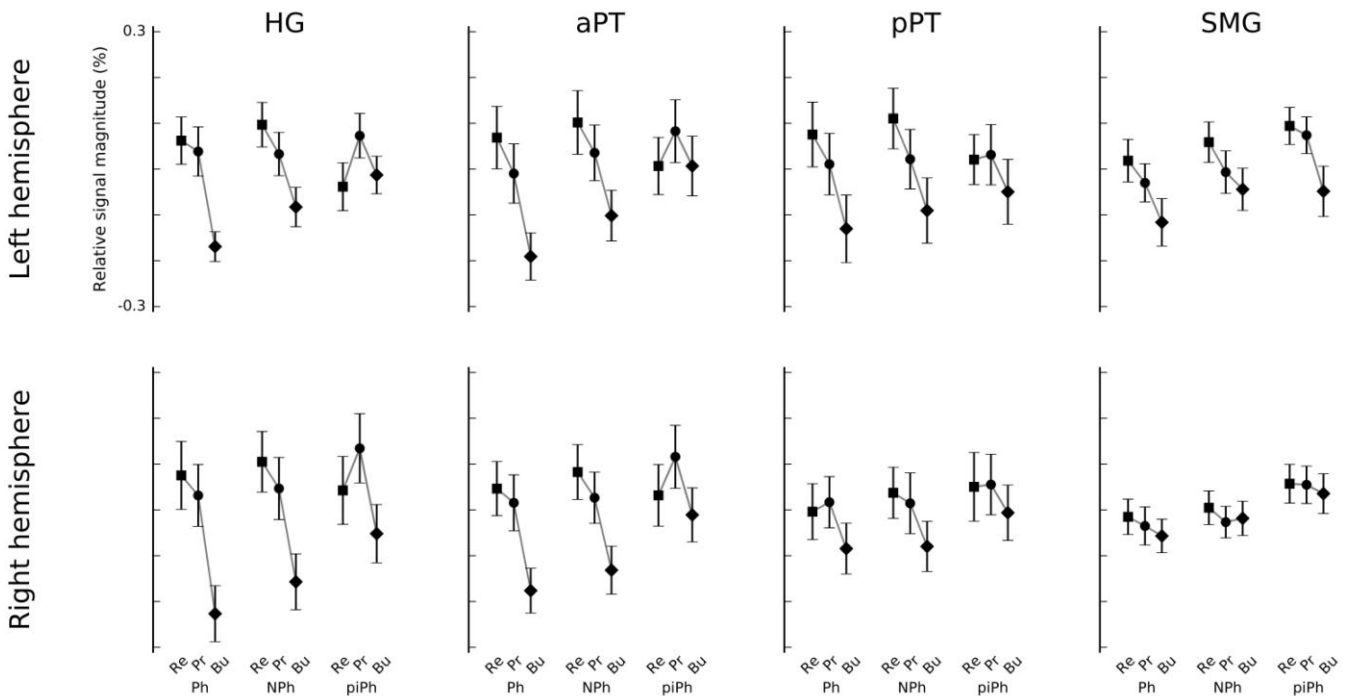 HG aPT pPT SMG
Left hemisphere
Relative signal magnitude (%)
0.3
-0.3
Right hemisphere
Re Pr Bu Re Pr Bu Re Pr Bu Re Pr Bu Re Pr Bu Re Pr Bu Re Pr Bu Re Pr Bu Re Pr Bu Re Pr Bu Re Pr Bu Re Pr Bu
Ph NPh piPh Ph NPh piPh Ph NPh piPh Ph NPh piPh